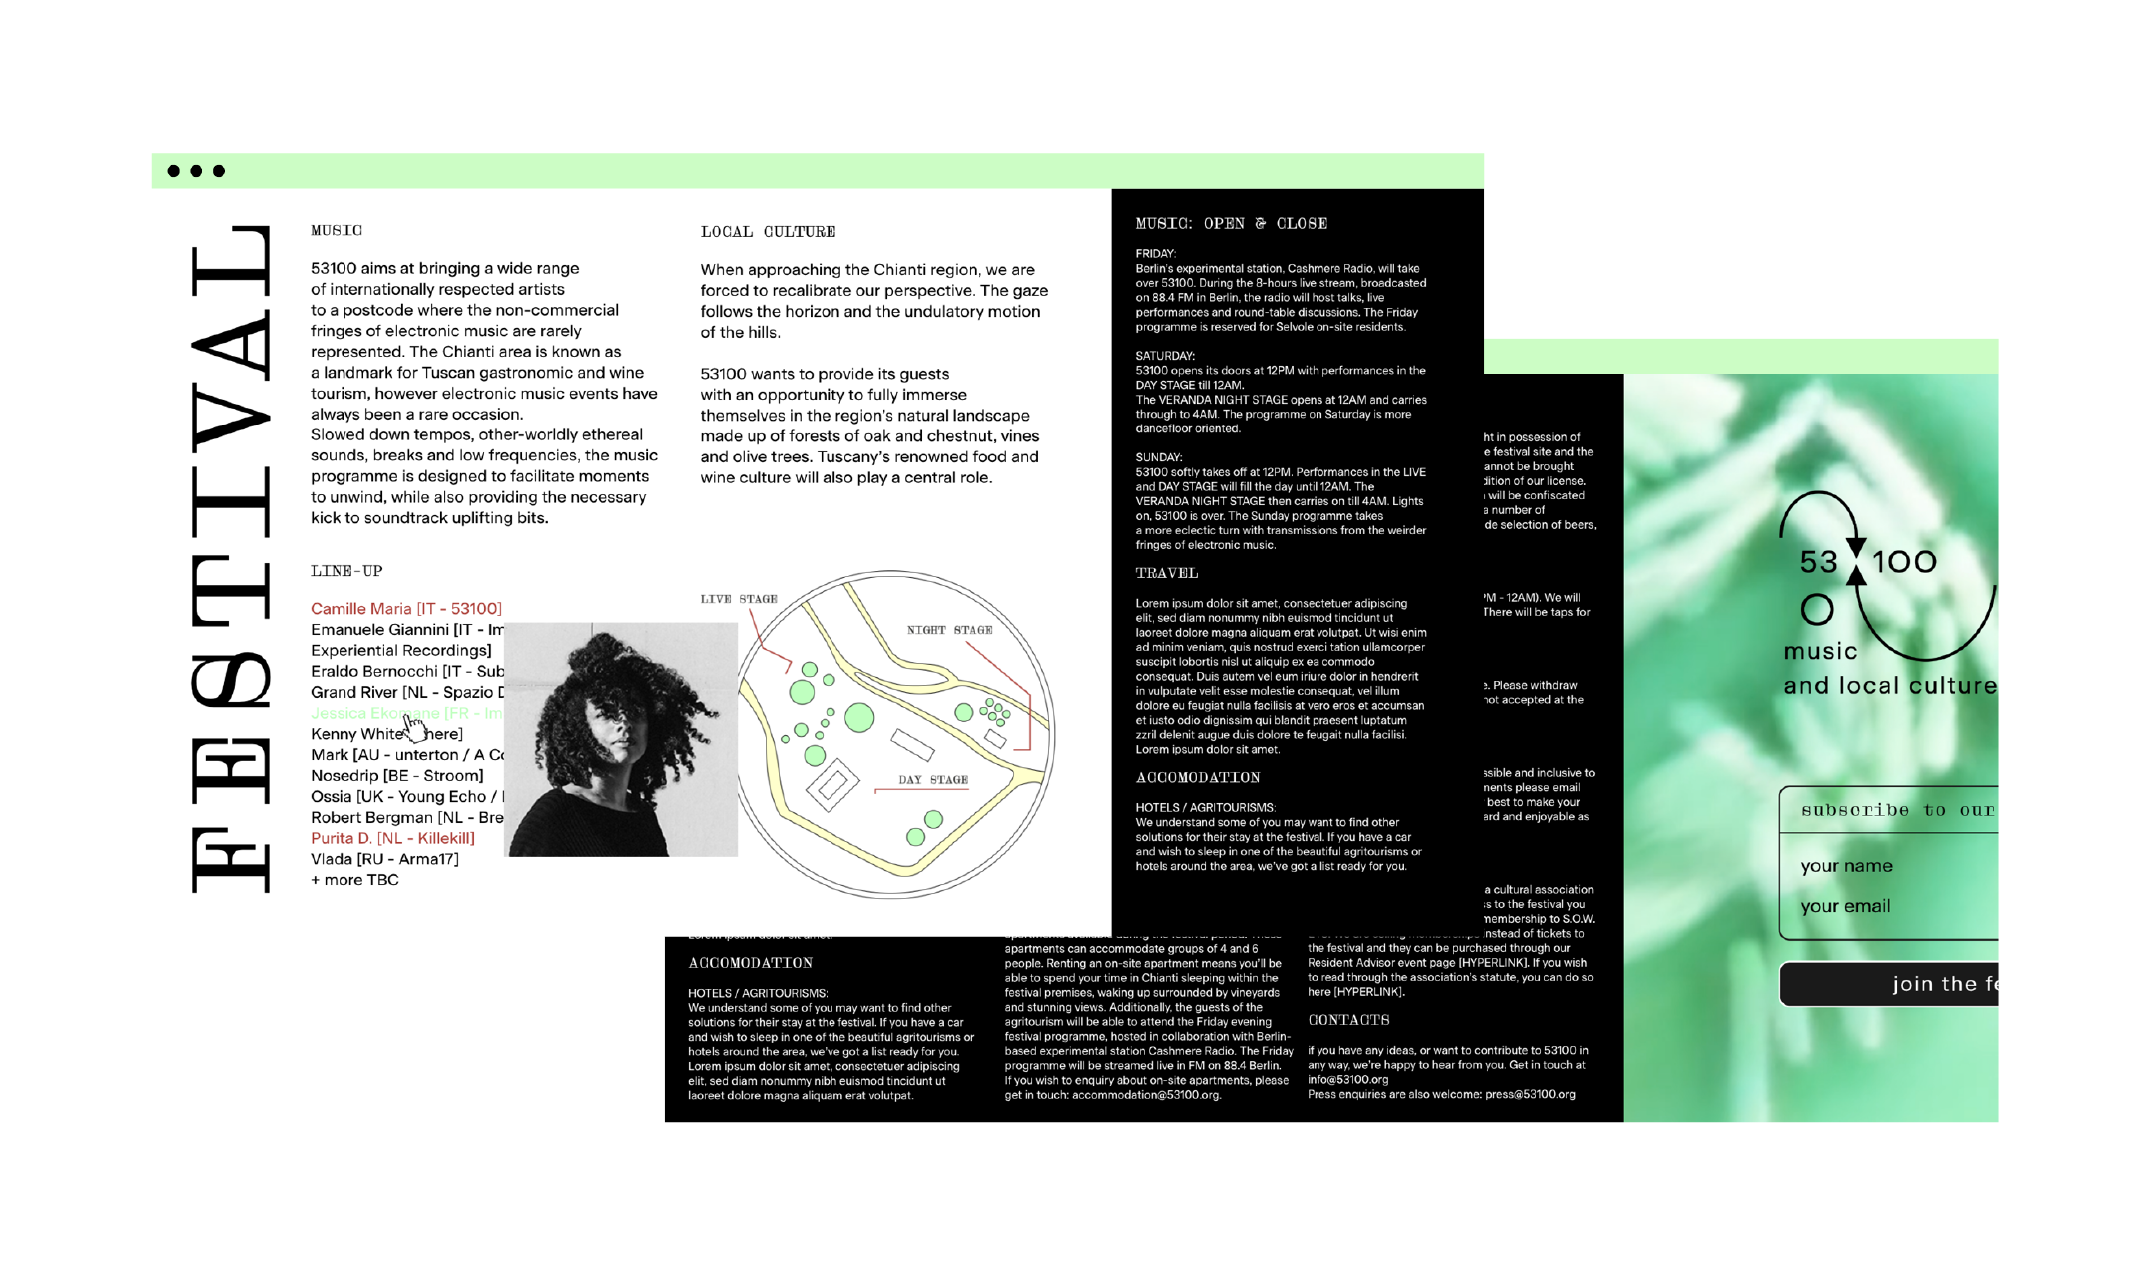 FESTIVAL
MUSIC
53100 aims at bringing a wide range
of internationally respected artists
to a postcode where the non-commercial
fringes of electronic music are rarely
represented. The Chianti area is known as
a landmark for Tuscan gastronomic and wine
tourism, however electronic music events have
always been a rare occasion.
Slowed down tempos, other-worldly ethereal
sounds, breaks and low frequencies, the music
programme is designed to facilitate moments
to unwind, while also providing the necessary
kick to soundtrack uplifting bits.
LINE-UP
Camille Maria [IT - 53100]
Emanuele Giannini [IT - Im
Experiential Recordings]
Eraldo Bernocchi [IT - Sub
Grand River [NL - Spazio D
Jessica Ekomane [FR - Im
Kenny White here]
Mark [AU - unterton / A Co
Nosedrip [BE - Stroom]
Ossia [UK - Young Echo /
Robert Bergman [NL - Bre
Purita D. [NL - Killekill]
Vlada [RU - Arma17]
+ more TBC
LOCAL CULTURE
When approaching the Chianti region, we are
forced to recalibrate our perspective. The gaze
follows the horizon and the undulatory motion
of the hills.
53100 wants to provide its guests
with an opportunity to fully immerse
themselves in the region's natural landscape
made up of forests of oak and chestnut, vines
and olive trees. Tuscany's renowned food and
wine culture will also play a central role.
LIVE STAGE
NIGHT STAGE
DAY STAGE
MUSIC: OPEN & CLOSE
FRIDAY:
Berlin's experimental station, Cashmere Radio, will take
over 53100. During the 8-hours live stream, broadcasted
on 88.4 FM in Berlin, the radio will host talks, live
performances and round-table discussions. The Friday
programme is reserved for Selvole on-site residents.
SATURDAY:
53100 opens its doors at 12PM with performances in the
DAY STAGE till 12AM.
The VERANDA NIGHT STAGE opens at 12AM and carries
through to 4AM. The programme on Saturday is more
dancefloor oriented.
SUNDAY:
53100 softly takes off at 12PM. Performances in the LIVE
and DAY STAGE will fill the day until 12AM. The
VERANDA NIGHT STAGE then carries on till 4AM. Lights
on, 53100 is over. The Sunday programme takes
a more eclectic turn with transmissions from the weirder
fringes of electronic music.
TRAVEL
Lorem ipsum dolor sit amet, consectetuer adipiscing
elit, sed diam nonummy nibh euismod tincidunt ut
laoreet dolore magna aliquam erat volutpat. Ut wisi enim
ad minim veniam, quis nostrud exerci tation ullamcorper
suscipit lobortis nisl ut aliquip ex ea commodo
consequat. Duis autem vel eum iriure dolor in hendrerit
in vulputate velit esse molestie consequat, vel illum
dolore eu feugiat nulla facilisis at vero eros et accumsan
et iusto odio dignissim qui blandit praesent luptatum
zzril delenit augue duis dolore te feugait nulla facilisi.
Lorem ipsum dolor sit amet.
ACCOMODATION
HOTELS / AGRITOURISMS:
We understand some of you may want to find other
solutions for their stay at the festival. If you have a car
and wish to sleep in one of the beautiful agritourisms or
hotels around the area, we've got a list ready for you.
ACCOMODATION
HOTELS / AGRITOURISMS:
We understand some of you may want to find other
solutions for their stay at the festival. If you have a car
and wish to sleep in one of the beautiful agritourisms or
hotels around the area, we've got a list ready for you.
Lorem ipsum dolor sit amet, consectetuer adipiscing
elit, sed diam nonummy nibh euismod tincidunt ut
laoreet dolore magna aliquam erat volutpat.
apartments can accommodate groups of 4 and 6
people. Renting an on-site apartment means you'll be
able to spend your time in Chianti sleeping within the
festival premises, waking up surrounded by vineyards
and stunning views. Additionally, the guests of the
agritourism will be able to attend the Friday evening
festival programme, hosted in collaboration with Berlin-
based experimental station Cashmere Radio. The Friday
programme will be streamed live in FM on 88.4 Berlin.
If you wish to enquiry about on-site apartments, please
get in touch: accommodation@53100.org.
ht in possession of
e festival site and the
annot be brought
dition of our license.
will be confiscated
a number of
de selection of beers,
PM - 12AM). We will
There will be taps for
e. Please withdraw
not accepted at the
ssible and inclusive to
ments please email
best to make your
ard and enjoyable as
a cultural association
ss to the festival you
membership to S.O.W.
instead of tickets to
the festival and they can be purchased through our
Resident Advisor event page [HYPERLINK]. If you wish
to read through the association's statute, you can do so
here [HYPERLINK].
CONTACTS
if you have any ideas, or want to contribute to 53100 in
any way, we're happy to hear from you. Get in touch at
info@53100.org
Press enquiries are also welcome: press@53100.org
53 100
music
and local culture
subscribe to our
your name
your email
join the fe